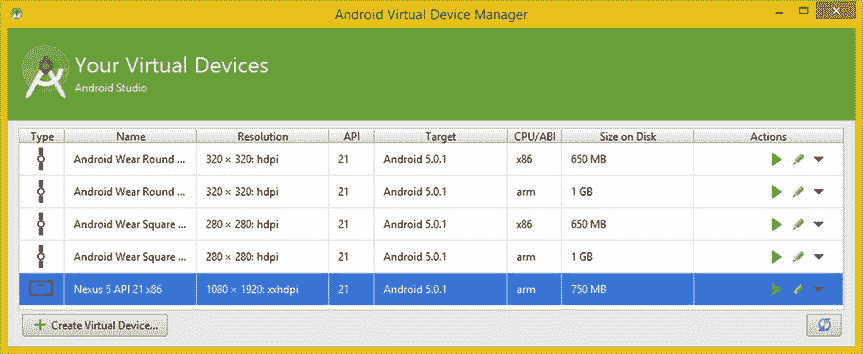 Android Virtual Device Manager
Your Virtual Devices
Android Studio
Type Name Resolution API Target CPU/ABI Size on Disk Actions
Android Wear Round ... 320 × 320: hdpi 21 Android 5.0.1 x86 650 MB
Android Wear Round ... 320 × 320: hdpi 21 Android 5.0.1 arm 1 GB
Android Wear Square ... 280 × 280: hdpi 21 Android 5.0.1 x86 650 MB
Android Wear Square ... 280 × 280: hdpi 21 Android 5.0.1 arm 1 GB
Nexus 5 API 21 x86 1080 × 1920: xxhdpi 21 Android 5.0.1 arm 750 MB
Create Virtual Device...